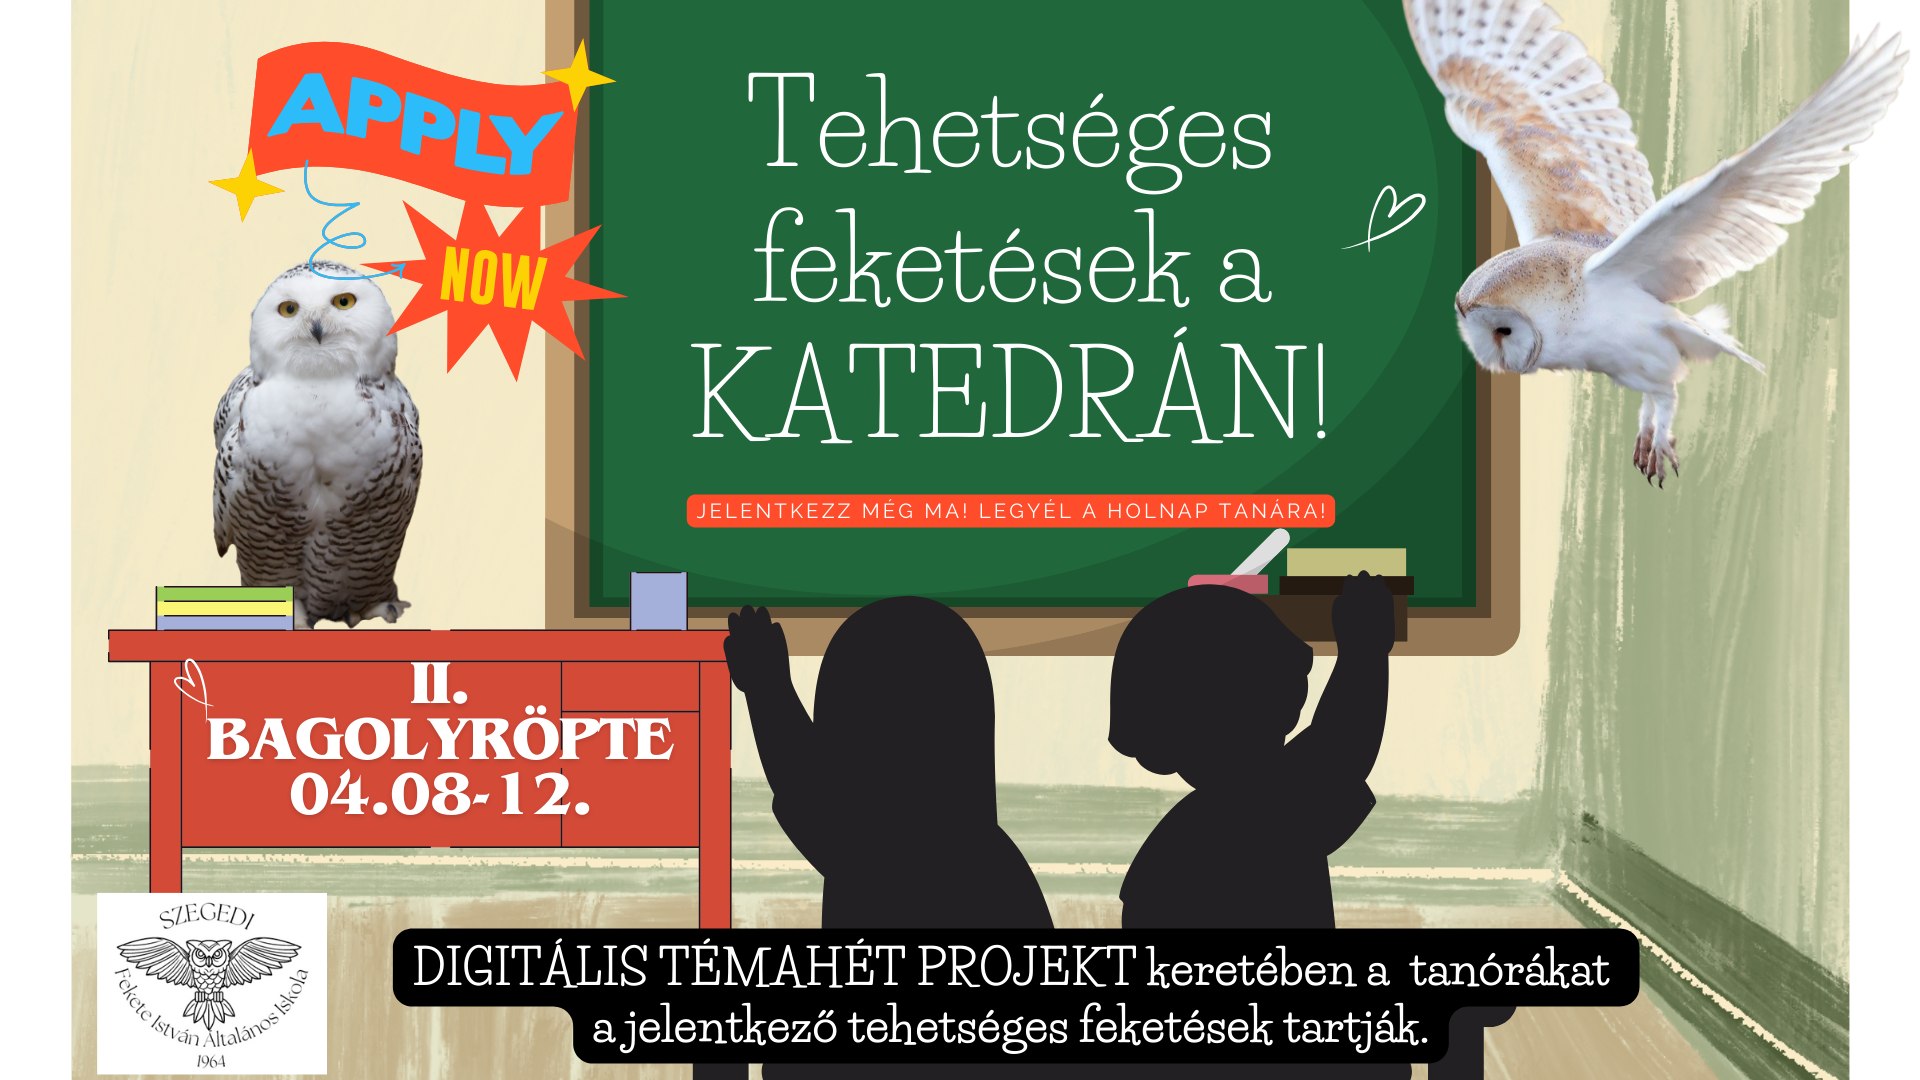 APPLY
NOW
Tehetséges
feketések a
KATEDRÁN!
JELENTKEZZ MÉG MA! LEGYÉL A HOLNAP TANÁRA!
II.
BAGOLYRÖPTE
04.08-12.
SZEGEDI
Fekete István Általános Iskola
1964
DIGITÁLIS TÉMAHÉT PROJEKT keretében a tanórákat
a jelentkező tehetséges feketések tartják.